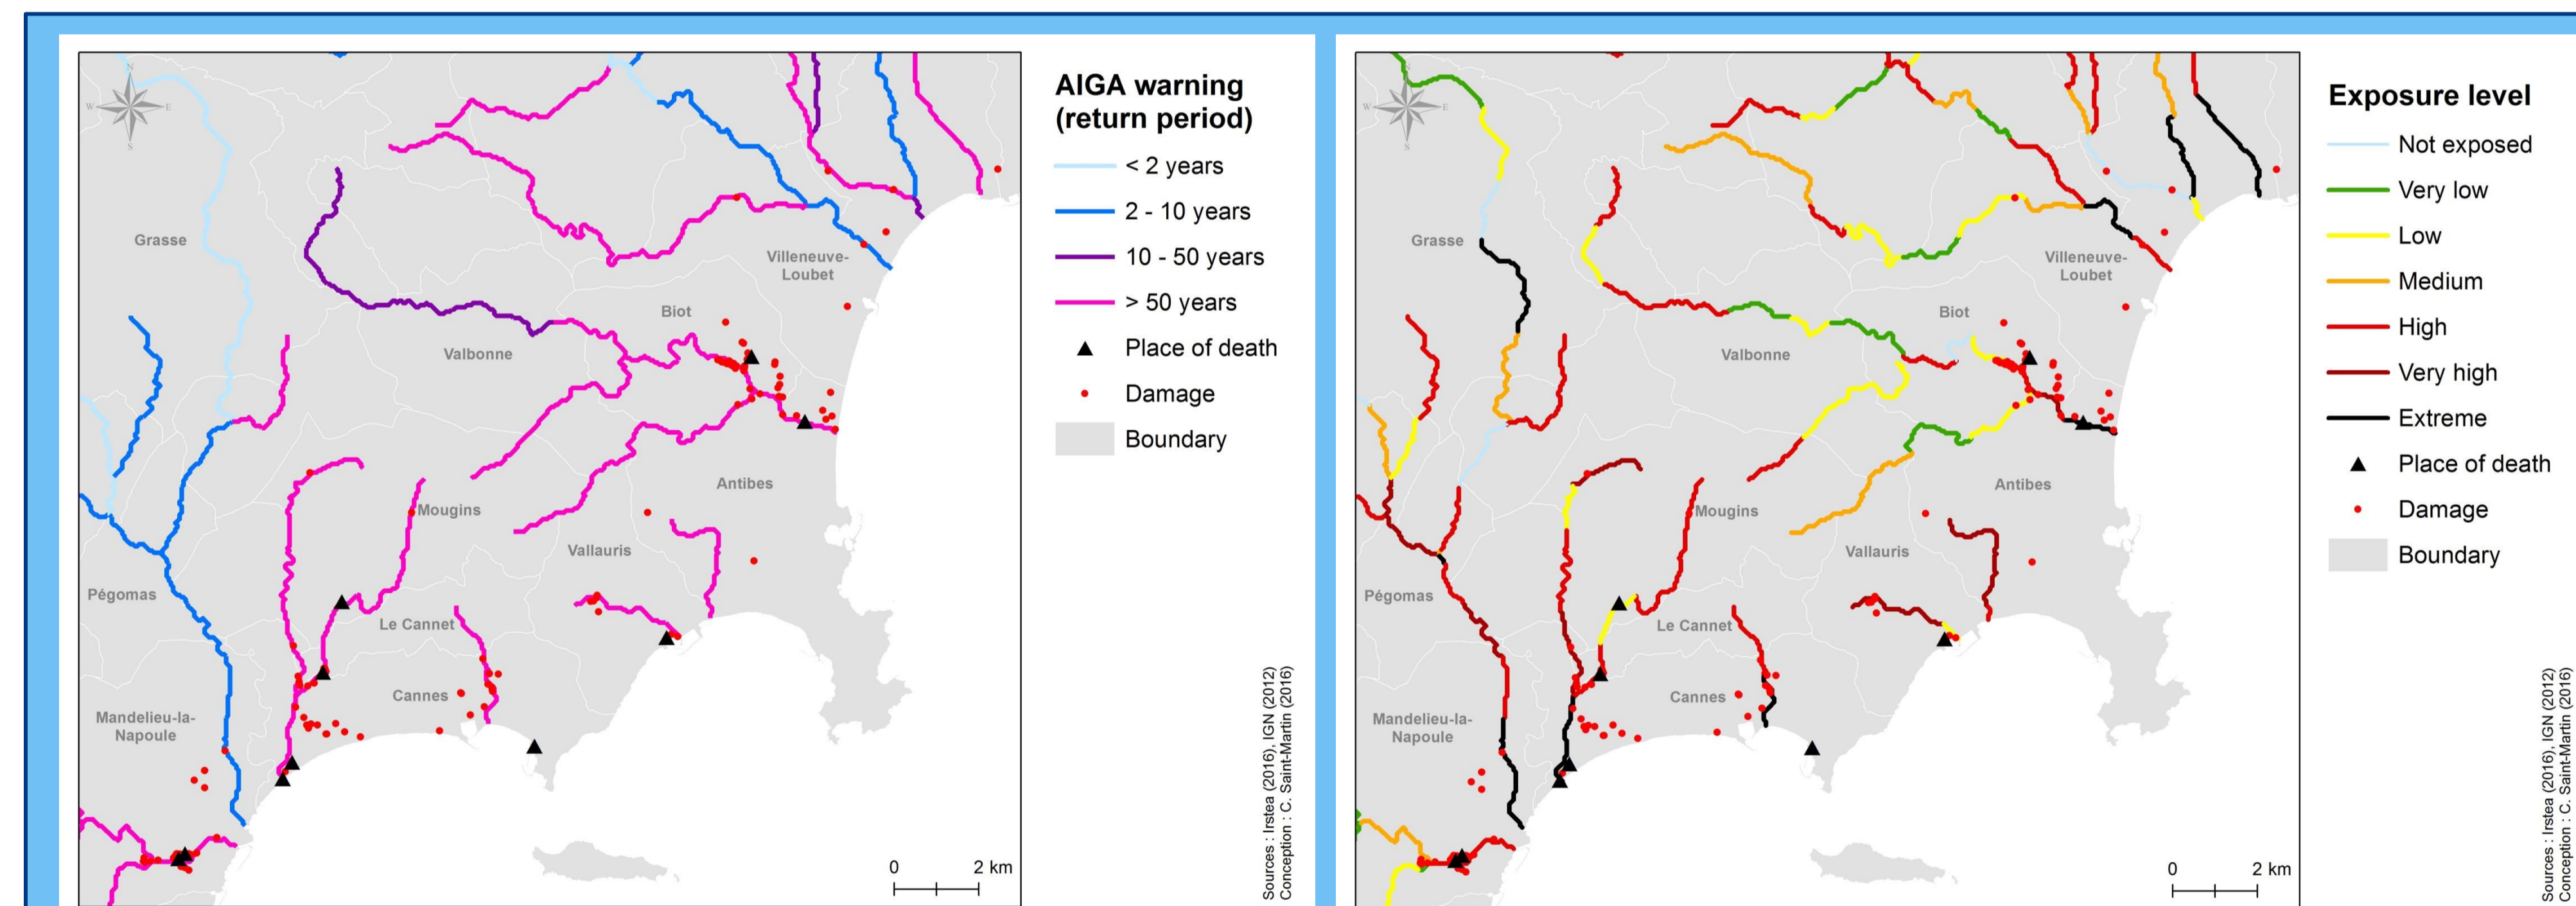 N
W
E
S
Grasse
Villeneuve-
Loubet
Biot
Valbonne
Antibes
Mougins
Vallauris
Pégomas
Le Cannet
Cannes
Mandelieu-la-
Napoule
0
2 km
AIGA warning
(return period)
< 2 years
2 - 10 years
10 - 50 years
> 50 years
Place of death
Damage
Boundary
Sources : Irstea (2016), IGN (2012)
Conception : C. Saint-Martin (2016)
N
W
E
S
Grasse
Villeneuve-
Loubet
Biot
Valbonne
Antibes
Mougins
Vallauris
Pégomas
Le Cannet
Cannes
Mandelieu-la-
Napoule
0
2 km
Exposure level
Not exposed
Very low
Low
Medium
High
Very high
Extreme
Place of death
Damage
Boundary
Sources : Irstea (2016), IGN (2012)
Conception : C. Saint-Martin (2016)